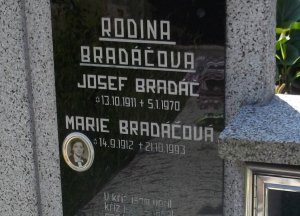 RODINA
BRADÁČOVA
JOSEF BRADÁČ
☆13.10.1911 + 5.1.1970
MARIE BRADÁČOVÁ
☆14.9.1912 + 21.10.1993